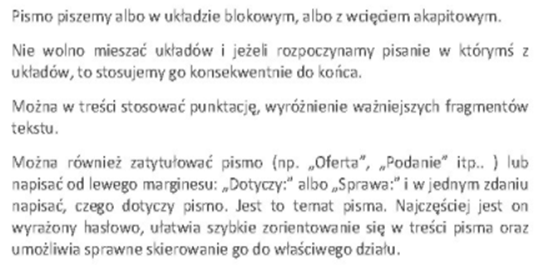 Pismo piszemy albo w układzie blokowym, albo z wcięciem akapitowym.
Nie wolno mieszać układów i jeżeli rozpoczynamy pisanie w którymś z
układów, to stosujemy go konsekwentnie do końca.
Można w treści stosować punktację, wyróżnienie ważniejszych fragmentów
tekstu.
Można również zatytułować pismo (np. „Oferta”, „Podanie” itp.. ) lub
napisać od lewego marginesu: „Dotyczy:” albo „Sprawa:” i w jednym zdaniu
napisać, czego dotyczy pismo. Jest to temat pisma. Najczęściej jest on
wyrażony hasłowo, ułatwia szybkie zorientowanie się w treści pisma oraz
umożliwia sprawne skierowanie go do właściwego działu.